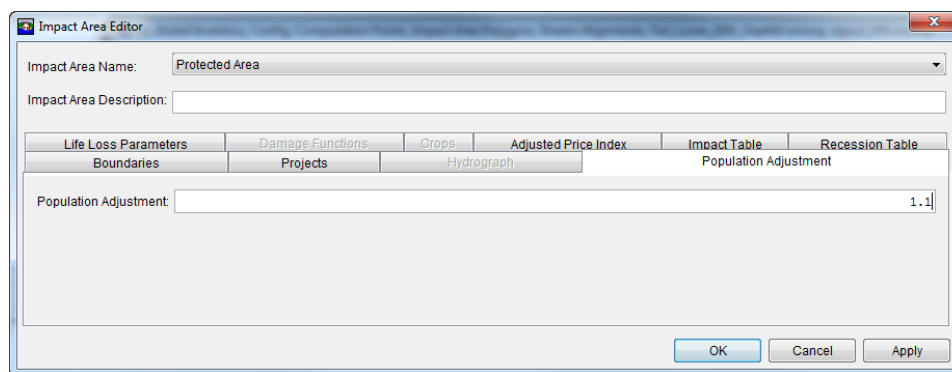 Impact Area Editor
Impact Area Name: Protected Area
Impact Area Description:
Life Loss Parameters Damage Functions Crops Adjusted Price Index Impact Table Recession Table
Boundaries Projects Hydrograph Population Adjustment
Population Adjustment: 1.1
OK Cancel Apply